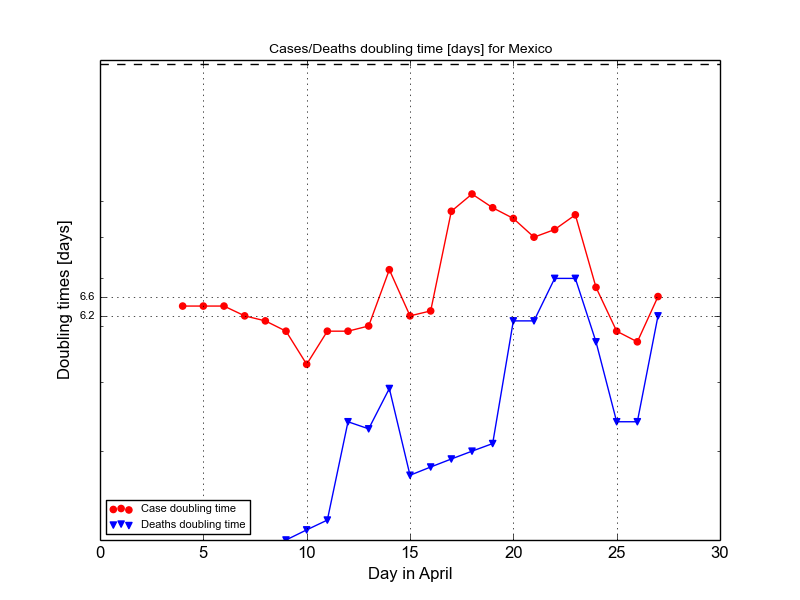 Cases/Deaths doubling time [days] for Mexico
Doubling times [days]
6.6
6.2
Case doubling time
Deaths doubling time
0 5 10 15 20 25 30
Day in April